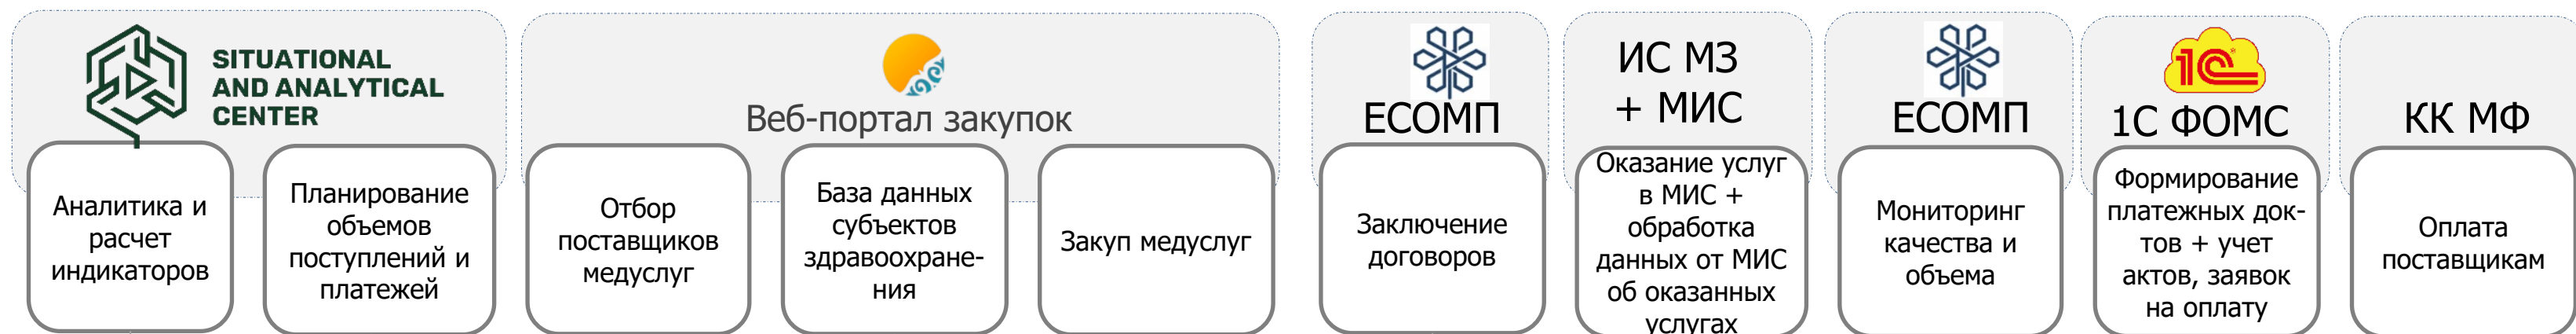 SITUATIONAL
AND ANALYTICAL
CENTER
Аналитика и
расчет
индикаторов
Планирование
объемов
поступлений и
платежей
Веб-портал закупок
Отбор
поставщиков
медуслуг
База данных
субъектов
здравоохране-
ния
Закуп медуслуг
ЕСОМП
Заключение
договоров
ИС МЗ
+ МИС
Оказание услуг
в МИС +
обработка
данных от МИС
об оказанных
услугах
ЕСОМП
Мониторинг
качества и
объема
1С
1С ФОМС
Формирование
платежных док-
тов + учет
актов, заявок
на оплату
КК МФ
Оплата
поставщикам